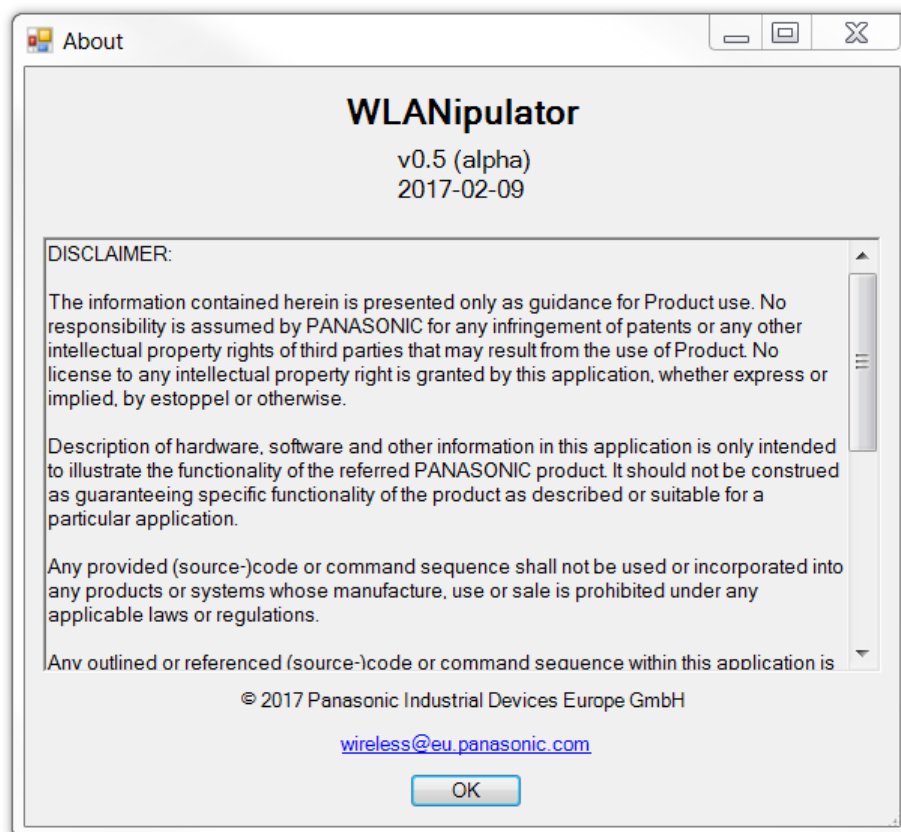 About
WLANipulator
v0.5 (alpha)
2017-02-09
DISCLAIMER:
The information contained herein is presented only as guidance for Product use. No
responsibility is assumed by PANASONIC for any infringement of patents or any other
intellectual property rights of third parties that may result from the use of Product. No
license to any intellectual property right is granted by this application, whether express or
implied, by estoppel or otherwise.
Description of hardware, software and other information in this application is only intended
to illustrate the functionality of the referred PANASONIC product. It should not be construed
as guaranteeing specific functionality of the product as described or suitable for a
particular application.
Any provided (source-)code or command sequence shall not be used or incorporated into
any products or systems whose manufacture, use or sale is prohibited under any
applicable laws or regulations.
Any outlined or referenced (source-)code or command sequence within this application is
© 2017 Panasonic Industrial Devices Europe GmbH
wireless@eu.panasonic.com
OK